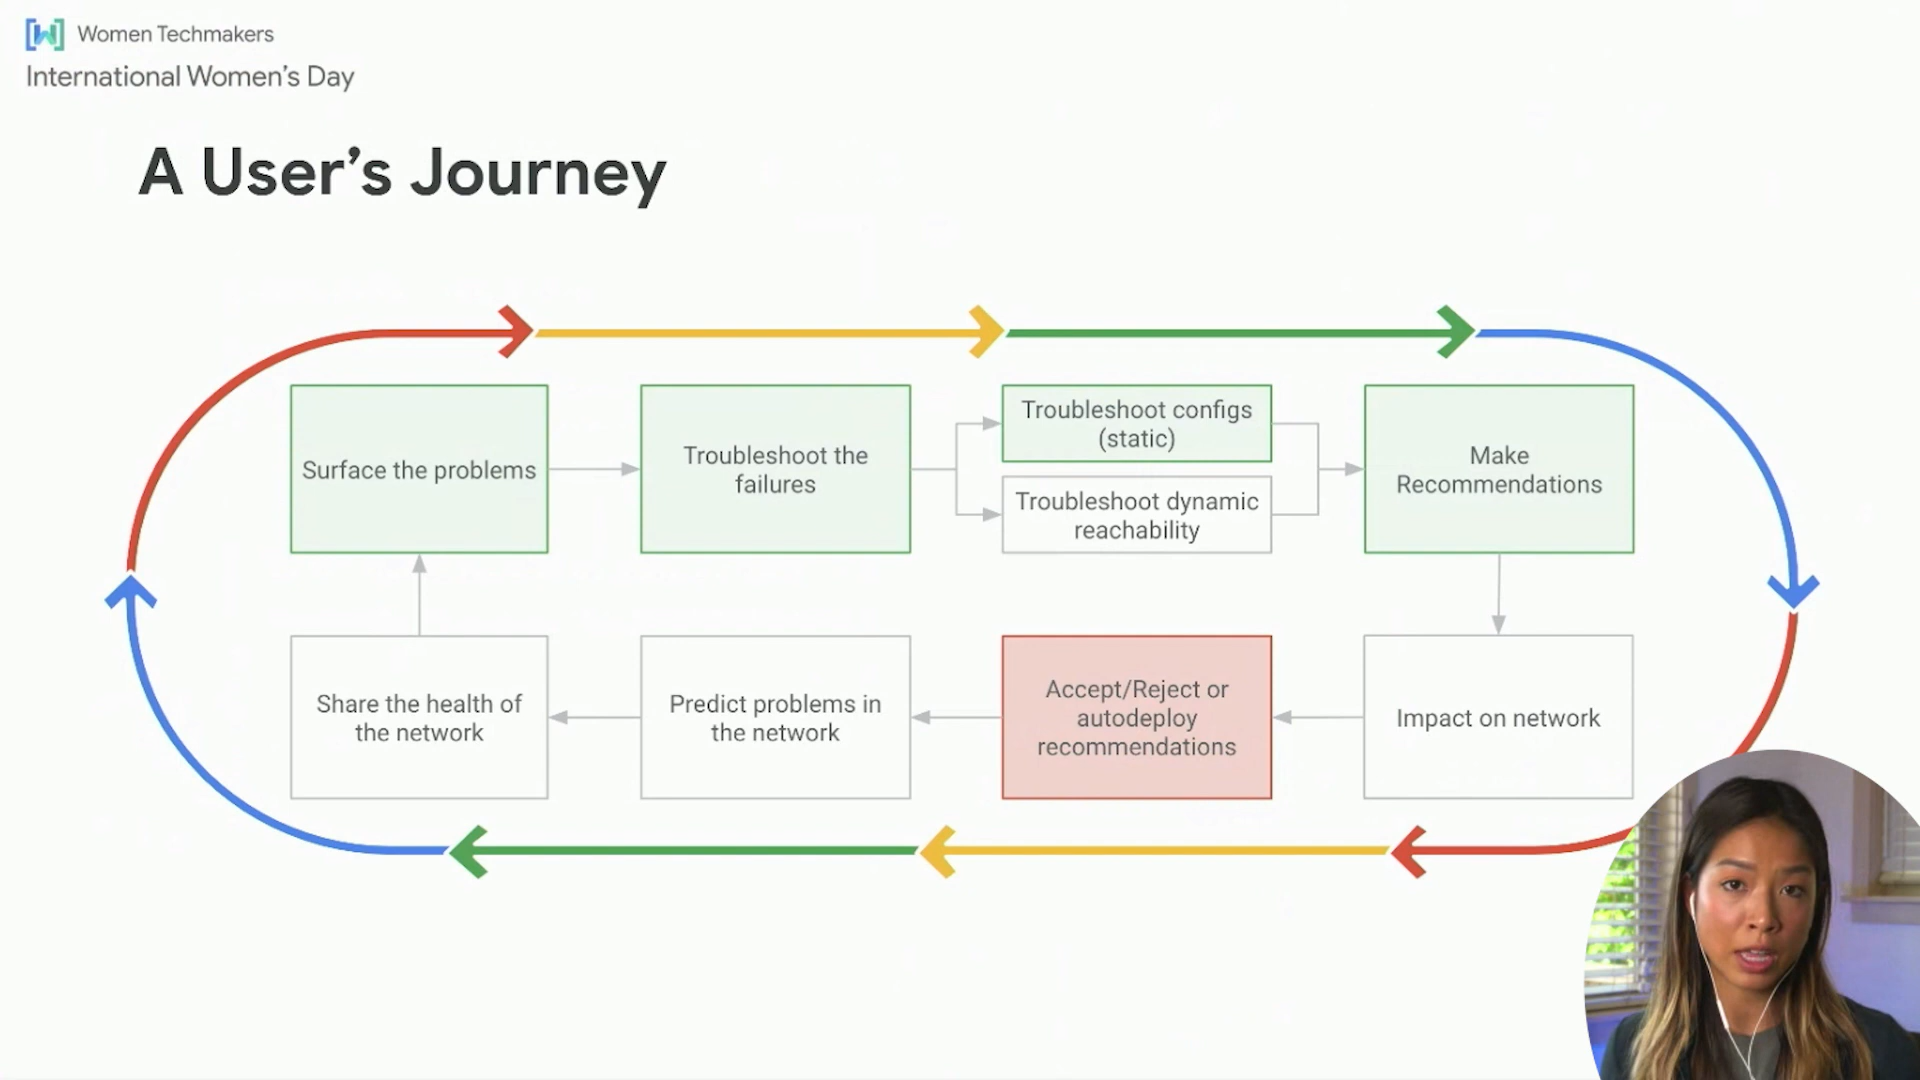 Women Techmakers
International Women's Day
A User's Journey
Surface the problems
Troubleshoot the
failures
Troubleshoot configs
(static)
Troubleshoot dynamic
reachability
Make
Recommendations
Share the health of
the network
Predict problems in
the network
Accept/Reject or
autodeploy
recommendations
Impact on network